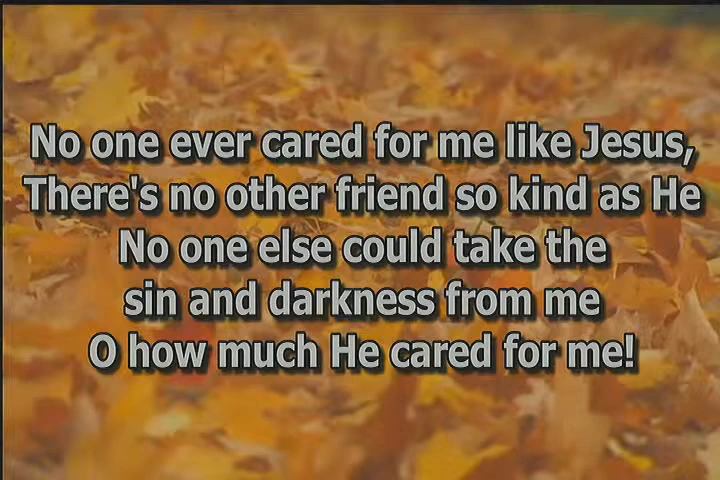 No one ever cared for me like Jesus,
There's no other friend so kind as He
No one else could take the
sin and darkness from me
O how much He cared for me!